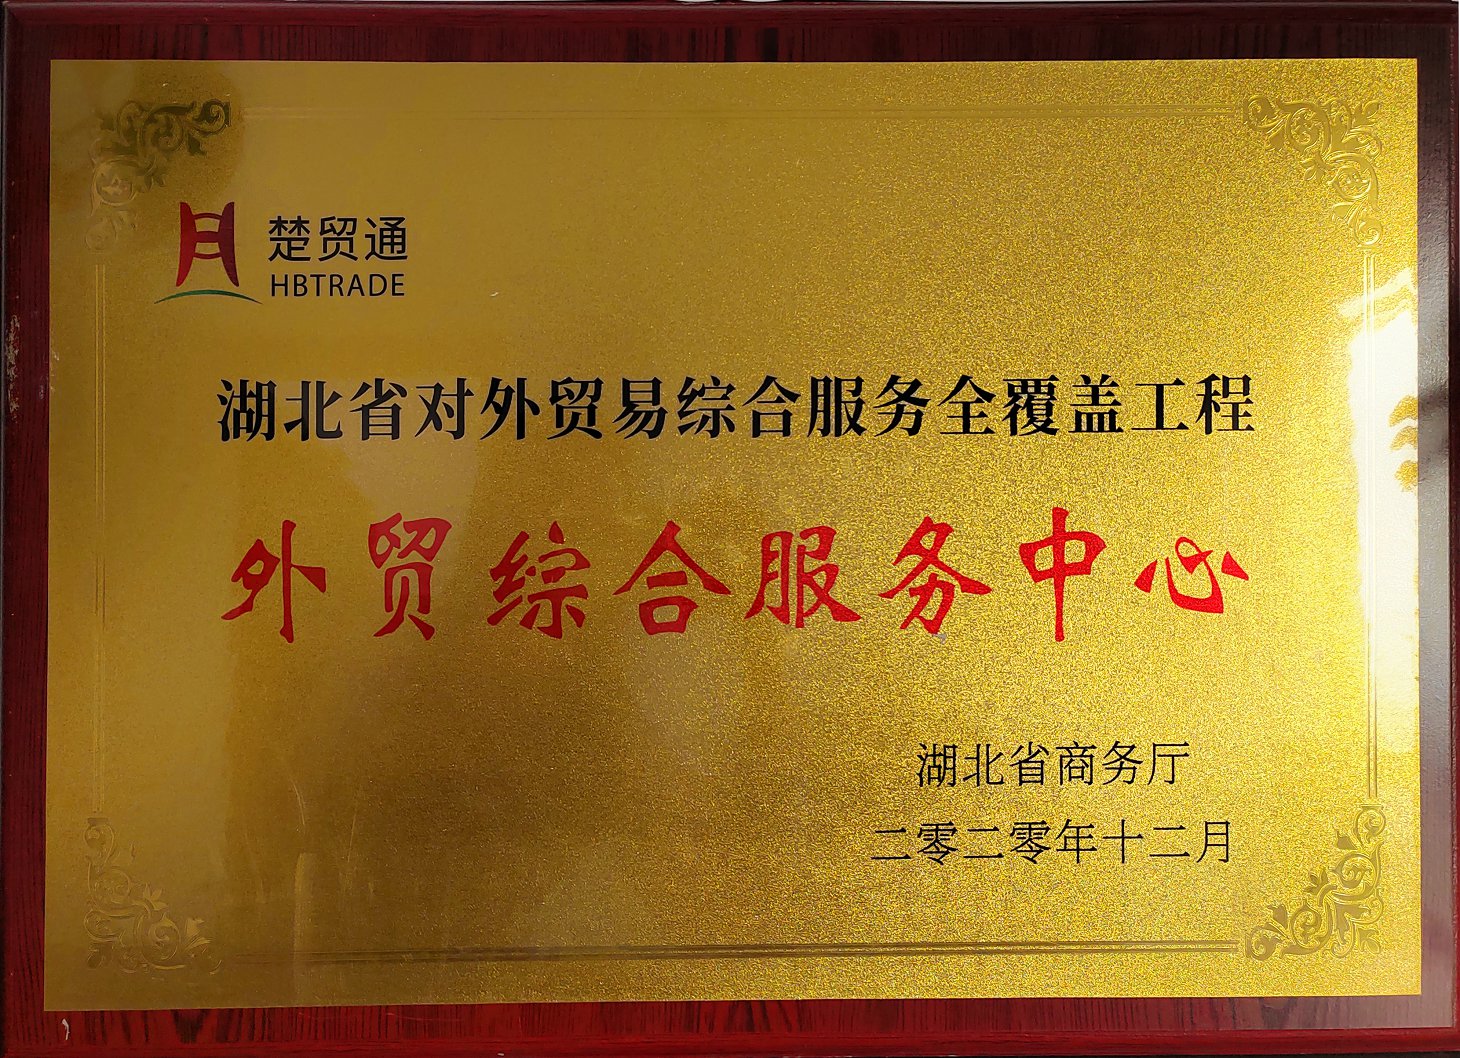 楚贸通
HBTRADE
湖北省对外贸易综合服务全覆盖工程
外贸综合服务中心
湖北省商务厅
二零二零年十二月